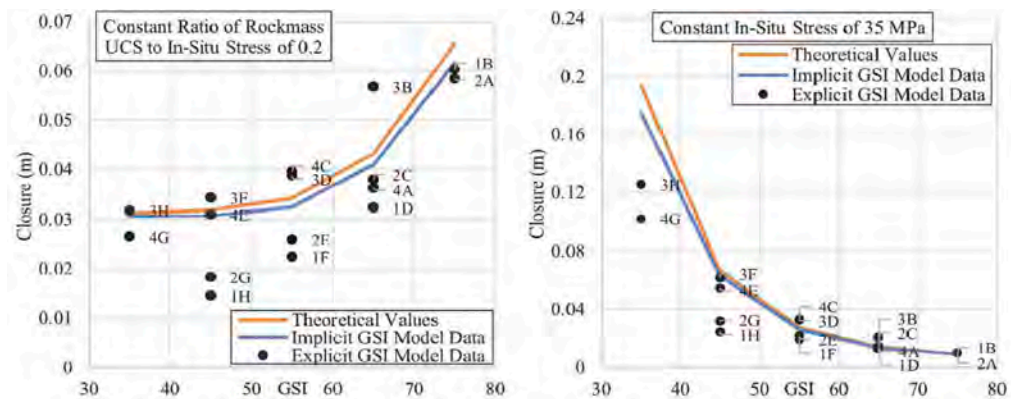 Constant Ratio of Rockmass
UCS to In-Situ Stress of 0.2
0.07
0.06
0.05
0.04
0.03
0.02
0.01
0
Closure (m)
3H
4G
3F
4E
2G
1H
4C
3D
2E
1F
3B
2C
4A
1D
1B
2A
Theoretical Values
Implicit GSI Model Data
Explicit GSI Model Data
30 40 50 GSI 60 70 80
Constant In-Situ Stress of 35 MPa
Theoretical Values
Implicit GSI Model Data
Explicit GSI Model Data
0.24
0.2
0.16
0.12
0.08
0.04
0
Closure (m)
3H
4G
3F
4E
2G
1H
4C
3D
2E
1F
3B
2C
4A
1D
1B
2A
30 40 50 GSI 60 70 80